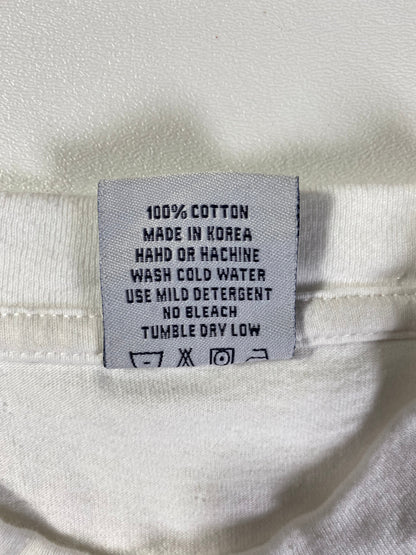 100% COTTON
MADE IN KOREA
HAHD OR HACHINE
WASH COLD WATER
USE MILD DETERGENT
NO BLEACH
TUMBLE DRY LOW